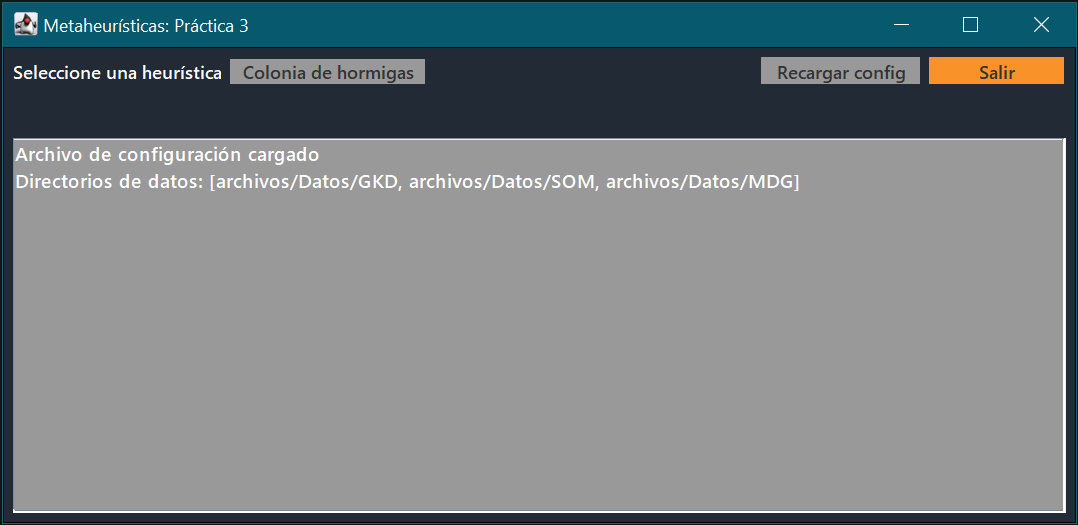 Metaheurísticas: Práctica 3
Seleccione una heurística Colonia de hormigas Recargar config Salir
Archivo de configuración cargado
Directorios de datos: [archivos/Datos/GKD, archivos/Datos/SOM, archivos/Datos/MDG]